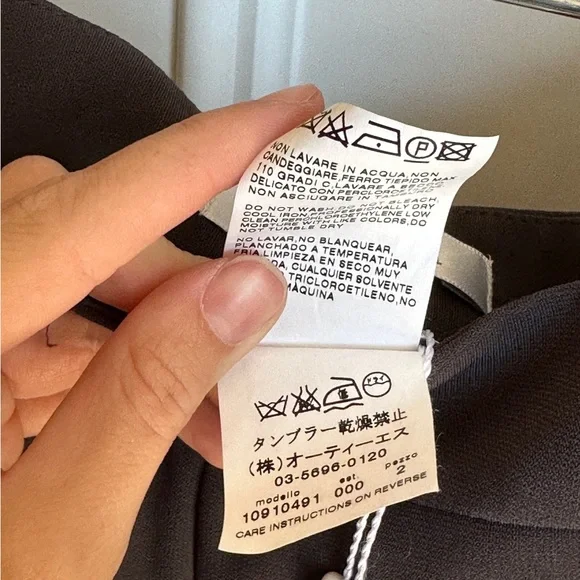 P
NON LAVARE IN ACQUA,NON
CANDEGGIARE,FERRO TIEPIDO MAX
110 GRADI C,LAVARE A SECCO
DELICATO CON PERCLOROETILENE
NON ASCIUGARE IN
DO NOT WASH,DO NOT BLEACH,
COOL IRON,PROFESSIONALLY DRY
CLEAN PERCHLOROETHYLENE LOW
MOISTURE WITH LIKE COLORS,DO
NOT TUMBLE DRY
NO LAVAR,NO BLANQUEAR,
PLANCHADO A TEMPERATURA
FRIA LIMPIEZA EN SECO MUY
CUALQUIER SOLVENTE
TRICLOROETILENO,NO
MAQUINA
タンブラー乾燥禁止
(株)オーティーエス
03-5696-0120
modello est. pezzo
10910491 000 2
CARE INSTRUCTIONS ON REVERSE